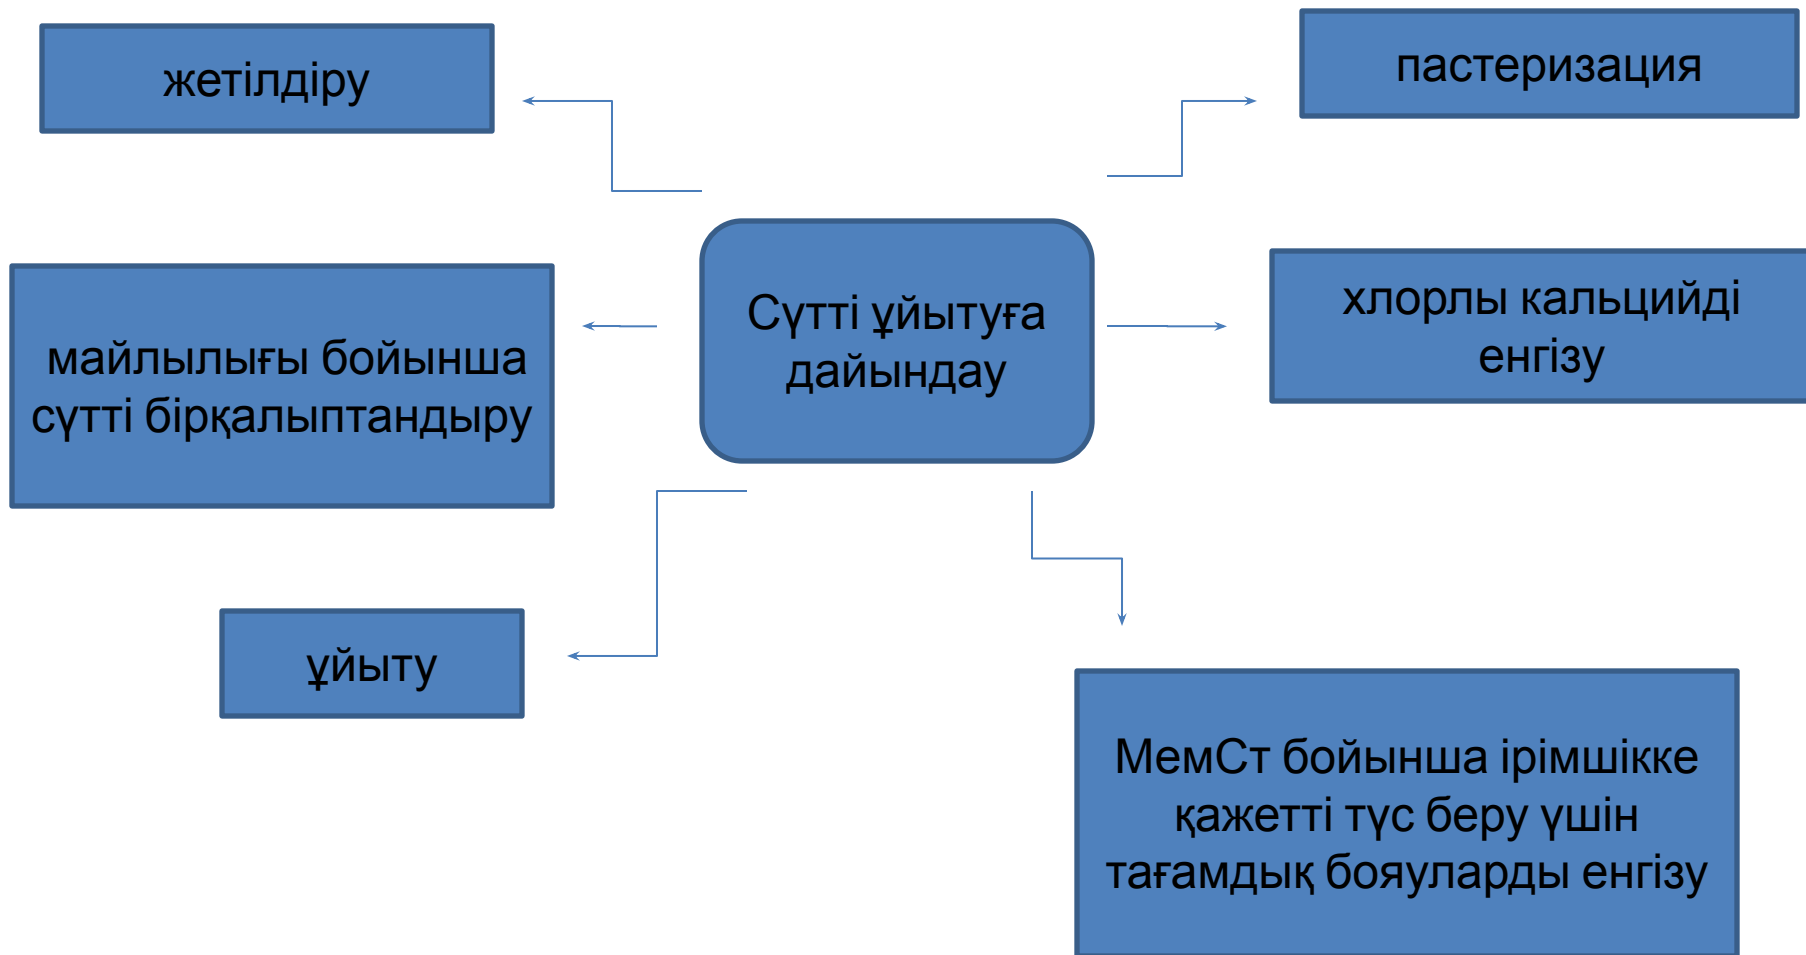 жетілдіру
пастеризация
Сүтті ұйытуға
дайындау
хлорлы кальцийді
енгізу
майлылығы бойынша
сүтті бірқалыптандыру
ұйыту
МемСт бойынша ірімшікке
қажетті түс беру үшін
тағамдық бояуларды енгізу